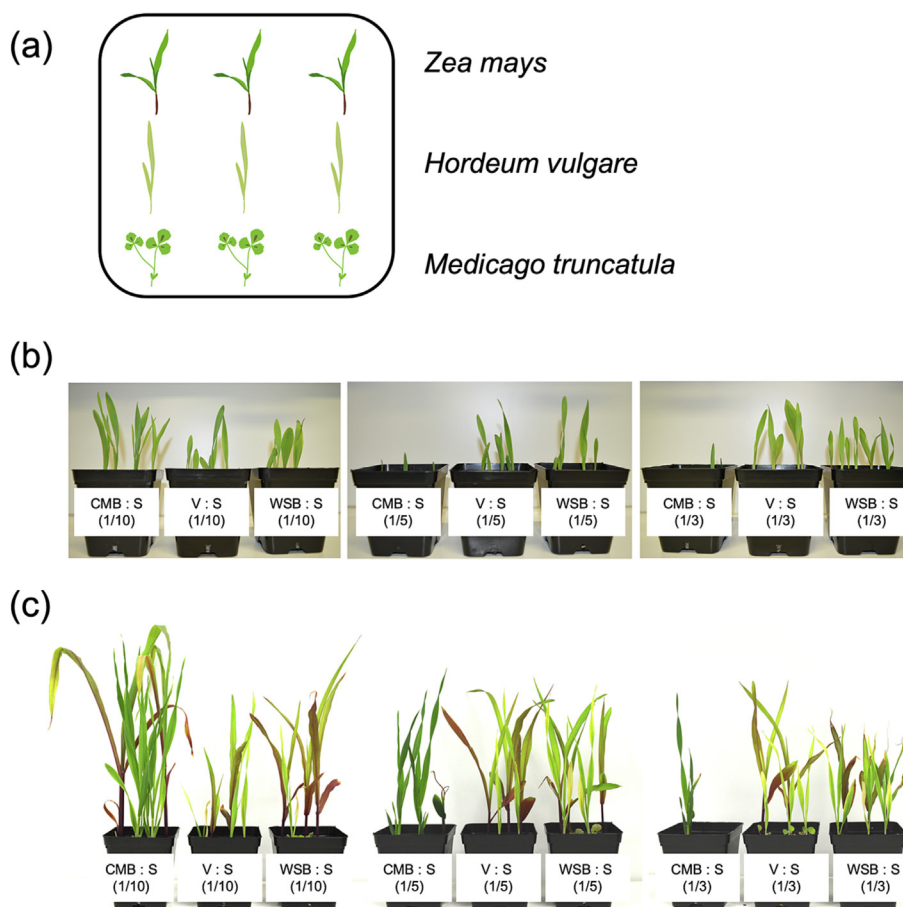 (a)
Zea mays
Hordeum vulgare
Medicago truncatula
(b)
CMB : S
(1/10)
V : S
(1/10)
WSB : S
(1/10)
CMB : S
(1/5)
V : S
(1/5)
WSB : S
(1/5)
CMB : S
(1/3)
V : S
(1/3)
WSB : S
(1/3)
(c)
CMB : S
(1/10)
V : S
(1/10)
WSB : S
(1/10)
CMB : S
(1/5)
V : S
(1/5)
WSB : S
(1/5)
CMB : S
(1/3)
V : S
(1/3)
WSB : S
(1/3)